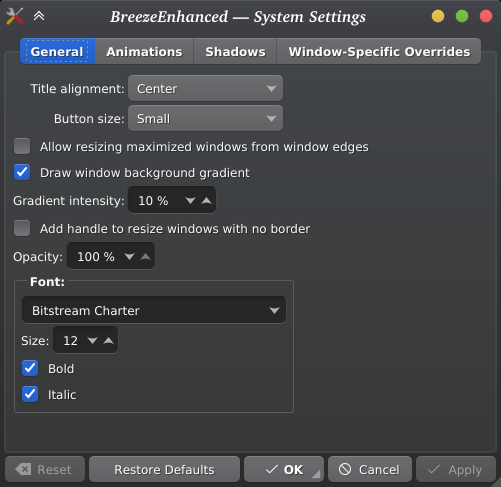 BreezeEnhanced — System Settings
General Animations Shadows Window-Specific Overrides
Title alignment: Center
Button size: Small
Allow resizing maximized windows from window edges
Draw window background gradient
Gradient intensity: 10 %
Add handle to resize windows with no border
Opacity: 100 %
Font:
Bitstream Charter
Size: 12
Bold
Italic
Reset Restore Defaults OK Cancel Apply